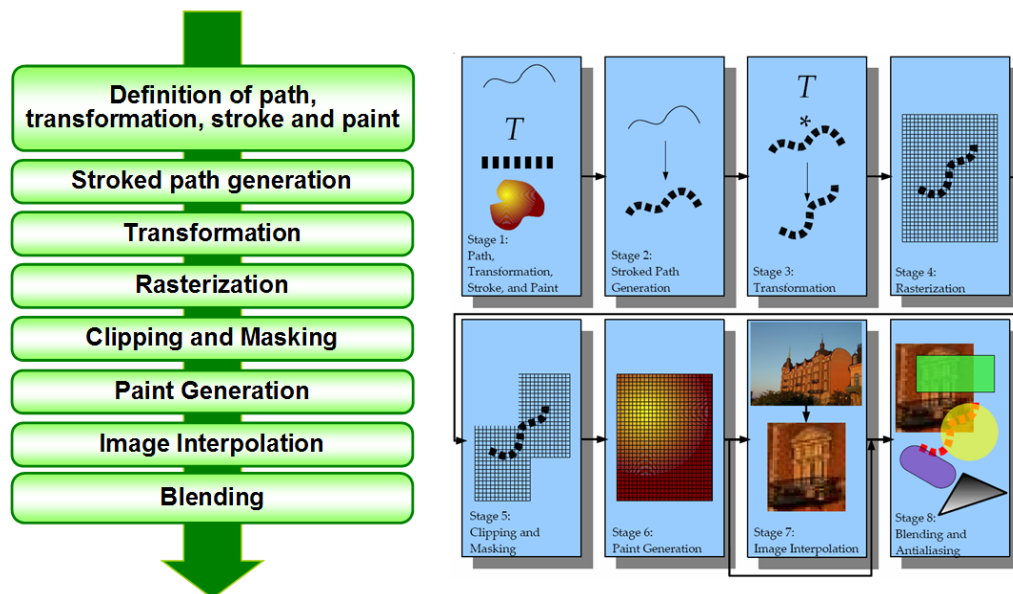 Definition of path,
transformation, stroke and paint
Stroked path generation
Transformation
Rasterization
Clipping and Masking
Paint Generation
Image Interpolation
Blending
T
Stage 1:
Path,
Transformation,
Stroke, and Paint
Stage 2:
Stroked Path
Generation
T
*
Stage 3:
Transformation
Stage 4:
Rasterization
Stage 5:
Clipping and
Masking
Stage 6:
Paint Generation
Stage 7:
Image Interpolation
Stage 8:
Blending and
Antialiasing